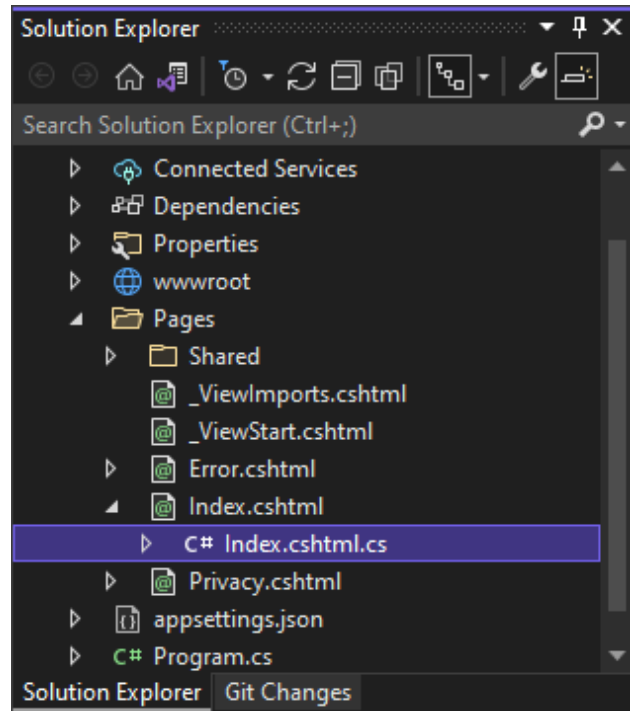 Solution Explorer
Search Solution Explorer (Ctrl+;)
Connected Services
Dependencies
Properties
wwwroot
Pages
Shared
_ViewImports.cshtml
_ViewStart.cshtml
Error.cshtml
Index.cshtml
C# Index.cshtml.cs
Privacy.cshtml
appsettings.json
C# Program.cs
Solution Explorer Git Changes